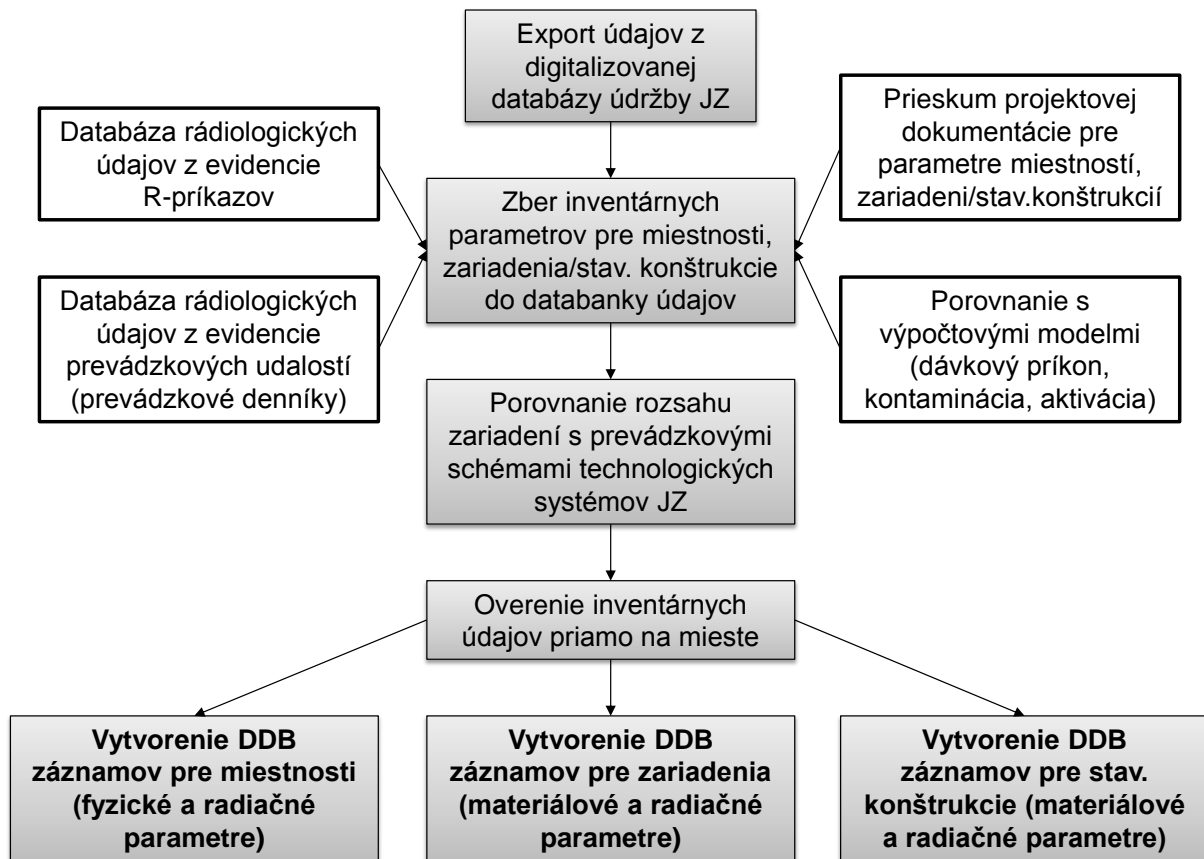 Export údajov z
digitalizovanej
databázy údržby JZ
Databáza rádiologických
údajov z evidencie
R-príkazov
Prieskum projektovej
dokumentácie pre
parametre miestností,
zariadeni/stav.konštrukcií
Zber inventárnych
parametrov pre miestnosti,
zariadenia/stav. konštrukcie
do databanky údajov
Databáza rádiologických
údajov z evidencie
prevádzkových udalostí
(prevádzkové denníky)
Porovnanie s
výpočtovými modelmi
(dávkový príkon,
kontaminácia, aktivácia)
Porovnanie rozsahu
zariadení s prevádzkovými
schémami technologických
systémov JZ
Overenie inventárnych
údajov priamo na mieste
Vytvorenie DDB
záznamov pre miestnosti
(fyzické a radiačné
parametre)
Vytvorenie DDB
záznamov pre zariadenia
(materiálové a radiačné
parametre)
Vytvorenie DDB
záznamov pre stav.
konštrukcie (materiálové
a radiačné parametre)